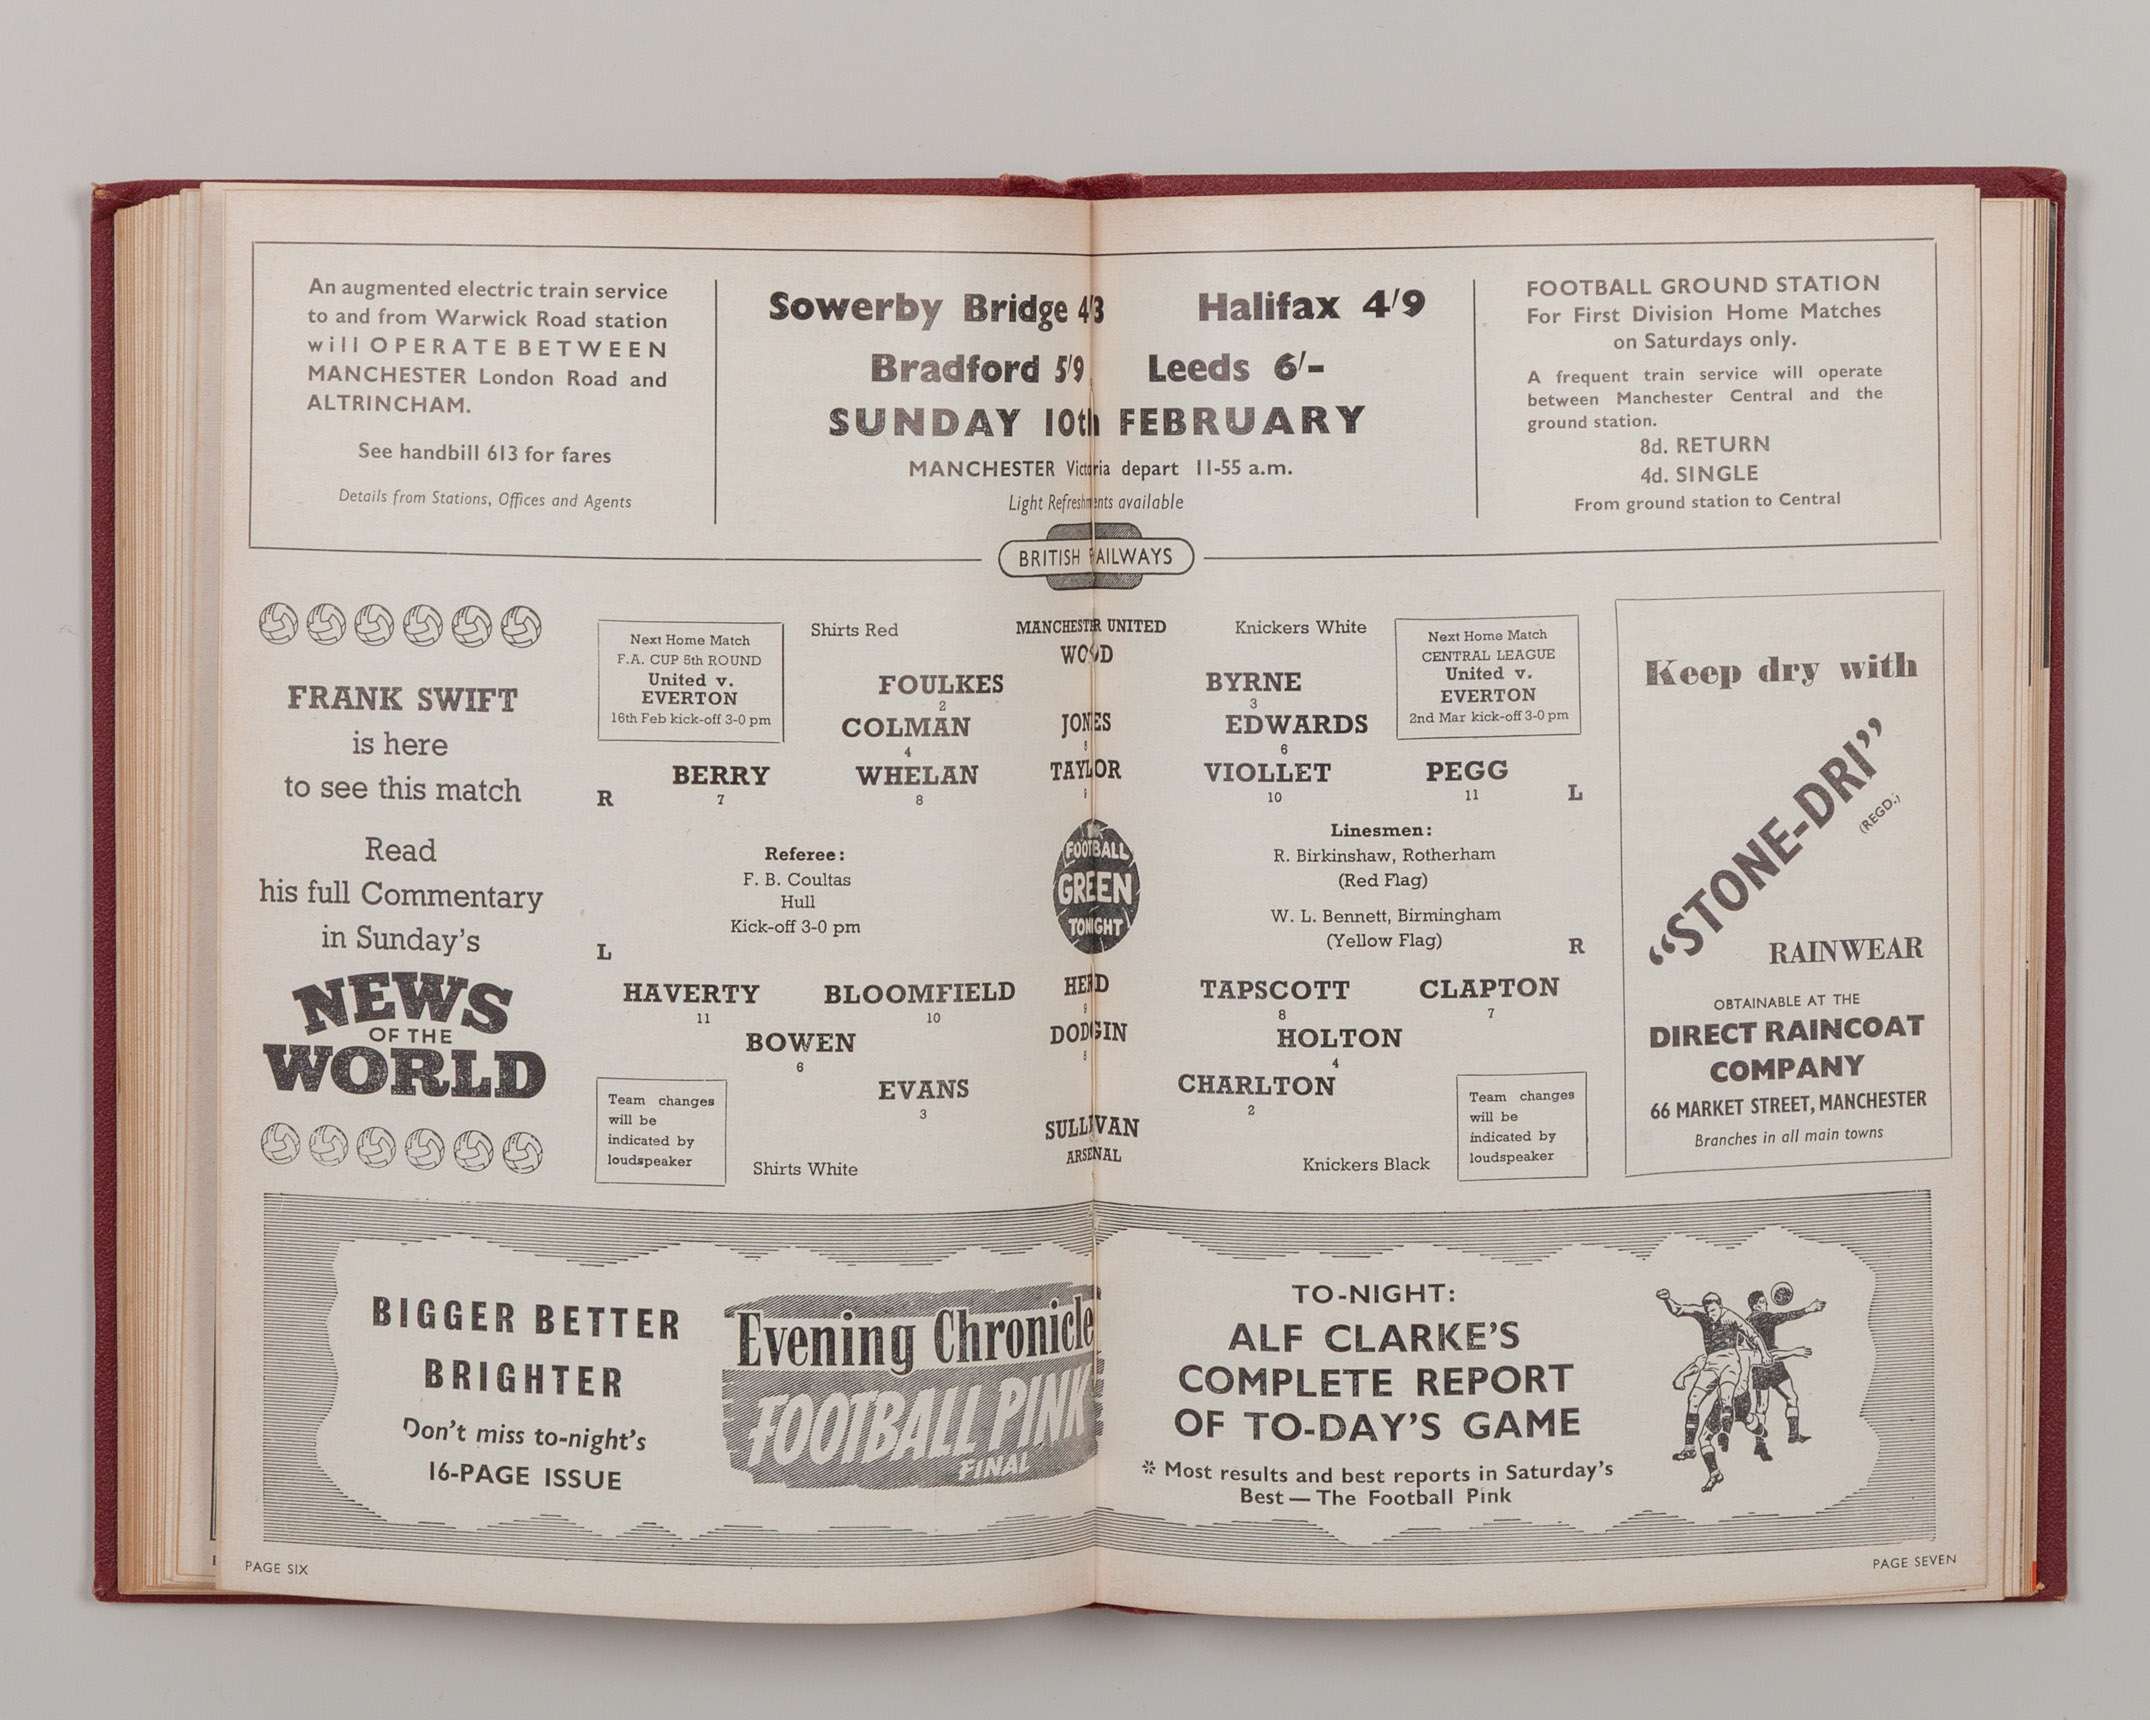 An augmented electric train service
to and from Warwick Road station
will OPERATE BETWEEN
MANCHESTER London Road and
ALTRINCHAM.
See handbill 613 for fares
Details from Stations, Offices and Agents
Sowerby Bridge 4/3 Halifax 4/9
Bradford 5/9 Leeds 6/-
SUNDAY 10th FEBRUARY
MANCHESTER Victoria depart 11-55 a.m.
Light Refreshments available
BRITISH RAILWAYS
FOOTBALL GROUND STATION
For First Division Home Matches
on Saturdays only.
A frequent train service will operate
between Manchester Central and the
ground station.
8d. RETURN
4d. SINGLE
From ground station to Central
FRANK SWIFT
is here
to see this match
Read
his full Commentary
in Sunday's
NEWS
OF THE
WORLD
Next Home Match
F.A. CUP 5th ROUND
United v.
EVERTON
16th Feb kick-off 3-0 pm
Shirts Red MANCHESTER UNITED Knickers White
Next Home Match
CENTRAL LEAGUE
United v.
EVERTON
2nd Mar kick-off 3-0 pm
WOOD
FOULKES BYRNE
2 3
COLMAN JONES EDWARDS
4 5 6
BERRY WHELAN TAYLOR VIOLLET PEGG
R 7 8 9 10 11 L
Referee:
F. B. Coultas
Hull
Kick-off 3-0 pm
FOOTBALL
GREEN
TONIGHT
Linesmen:
R. Birkinshaw, Rotherham
(Red Flag)
W. L. Bennett, Birmingham
(Yellow Flag)
L R
HAVERTY BLOOMFIELD HERD TAPSCOTT CLAPTON
11 10 9 8 7
BOWEN DODGIN HOLTON
6 5 4
EVANS CHARLTON
3 2
SULLIVAN
Shirts White ARSENAL Knickers Black
Team changes
will be
indicated by
loudspeaker
Team changes
will be
indicated by
loudspeaker
Keep dry with
"STONE-DRI"
(REGD.)
RAINWEAR
OBTAINABLE AT THE
DIRECT RAINCOAT
COMPANY
66 MARKET STREET, MANCHESTER
Branches in all main towns
BIGGER BETTER
BRIGHTER
Don't miss to-night's
16-PAGE ISSUE
Evening Chronicle
FOOTBALL PINK
FINAL
TO-NIGHT:
ALF CLARKE'S
COMPLETE REPORT
OF TO-DAY'S GAME
* Most results and best reports in Saturday's
Best — The Football Pink
PAGE SIX
PAGE SEVEN